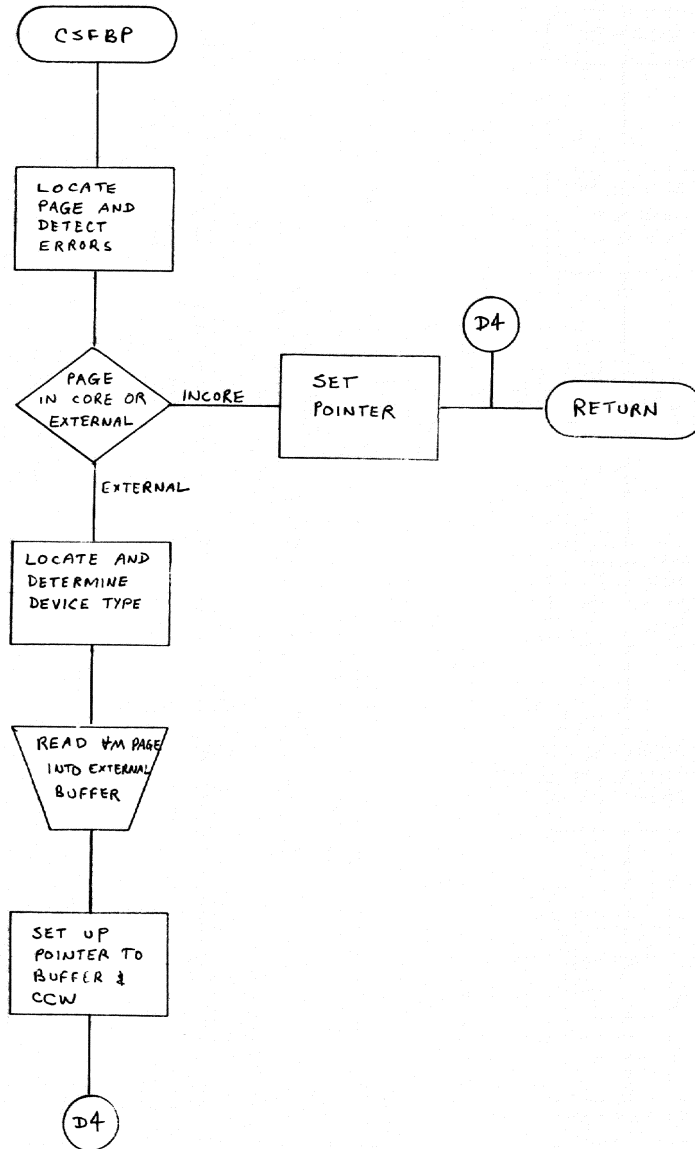 CSFBP
LOCATE
PAGE AND
DETECT
ERRORS
D4
PAGE
IN CORE OR
EXTERNAL
INCORE
SET
POINTER
RETURN
EXTERNAL
LOCATE AND
DETERMINE
DEVICE TYPE
READ VM PAGE
INTO EXTERNAL
BUFFER
SET UP
POINTER TO
BUFFER &
CCW
D4